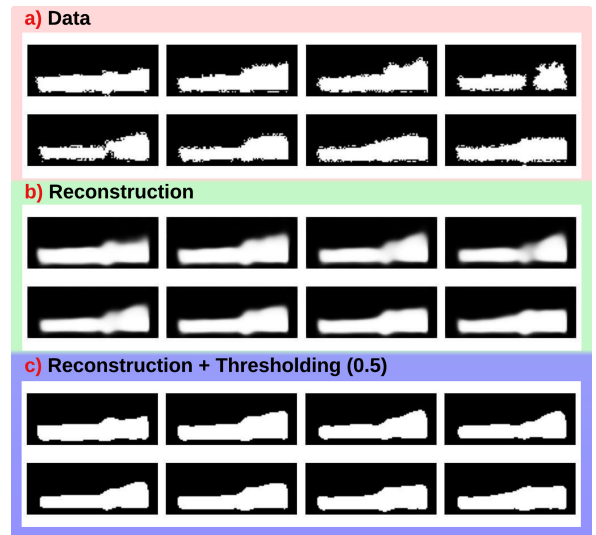 a) Data
b) Reconstruction
c) Reconstruction + Thresholding (0.5)